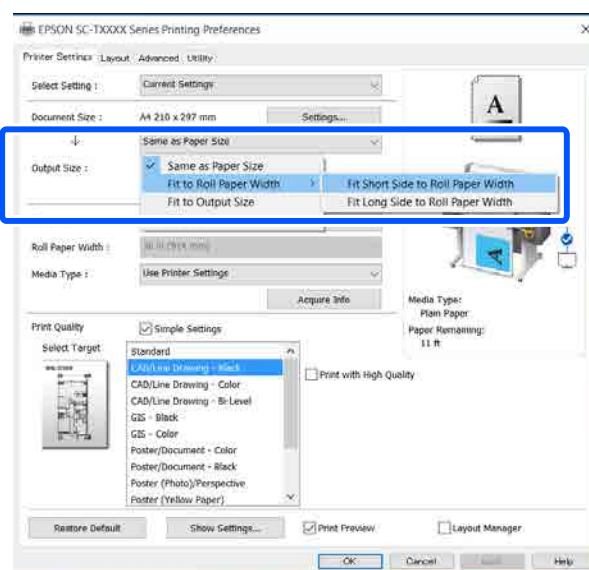 EPSON SC-TXXXX Series Printing Preferences
Printer Settings Layout Advanced Utility
Select Setting : Current Settings
Document Size : A4 210 x 297 mm Settings...
Same as Paper Size
Output Size : Same as Paper Size
Fit to Roll Paper Width Fit Short Side to Roll Paper Width
Fit to Output Size Fit Long Side to Roll Paper Width
Roll Paper Width :
Media Type : Use Printer Settings
Acquire Info
Media Type:
Plain Paper
Paper Remaining:
11 ft
Print Quality Simple Settings
Select Target
Standard
CAD/Line Drawing - Black
CAD/Line Drawing - Color
CAD/Line Drawing - Bi-Level
GIS - Black
GIS - Color
Poster/Document - Color
Poster/Document - Black
Poster (Photo)/Perspective
Poster (Yellow Paper)
Print with High Quality
Restore Default Show Settings... Print Preview Layout Manager
OK Cancel Help
A
A